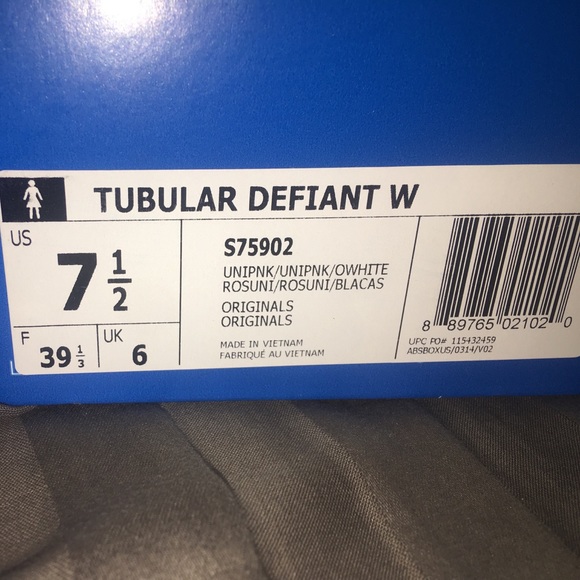 TUBULAR DEFIANT W
US
7 1/2
F
39 1/3
UK
6
S75902
UNIPNK/UNIPNK/OWHITE
ROSUNI/ROSUNI/BLACAS
ORIGINALS
ORIGINALS
MADE IN VIETNAM
FABRIQUÉ AU VIETNAM
8 89765 02102 0
UPC PO# 115432459
ABSBOXUS/0314/V02